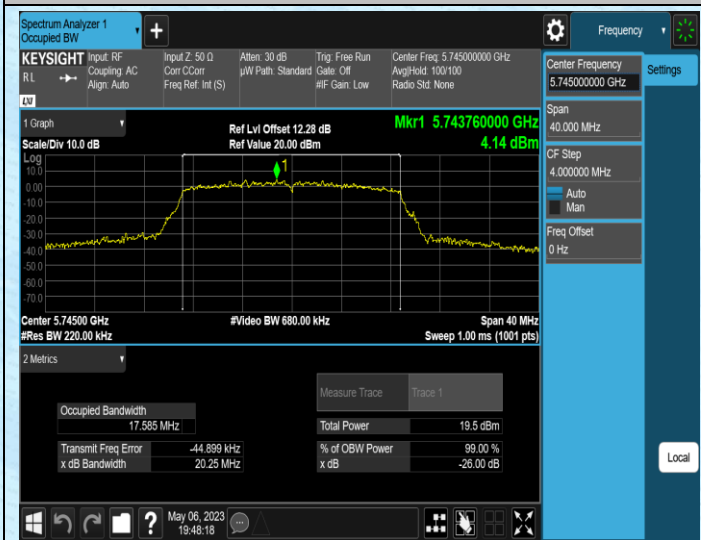 Spectrum Analyzer 1
Occupied BW
Frequency
KEYSIGHT
R L
Input: RF
Coupling: AC
Align: Auto
Input Z: 50 Ω
Corr CCorr
Freq Ref: Int (S)
Atten: 30 dB
µW Path: Standard
Trig: Free Run
Gate: Off
#IF Gain: Low
Center Freq: 5.745000000 GHz
Avg|Hold: 100/100
Radio Std: None
LXI
1 Graph
Scale/Div 10.0 dB
Ref Lvl Offset 12.28 dB
Ref Value 20.00 dBm
Mkr1 5.743760000 GHz
4.14 dBm
Log
10.0
0.00
-10.0
-20.0
-30.0
-40.0
-50.0
-60.0
-70.0
1
Center 5.74500 GHz
#Res BW 220.00 kHz
#Video BW 680.00 kHz
Span 40 MHz
Sweep 1.00 ms (1001 pts)
2 Metrics
Measure Trace
Trace 1
Occupied Bandwidth
17.585 MHz
Total Power
19.5 dBm
Transmit Freq Error
-44.899 kHz
% of OBW Power
99.00 %
x dB Bandwidth
20.25 MHz
x dB
-26.00 dB
Center Frequency
5.745000000 GHz
Settings
Span
40.000 MHz
CF Step
4.000000 MHz
Auto
Man
Freq Offset
0 Hz
Local
?
May 06, 2023
19:48:18